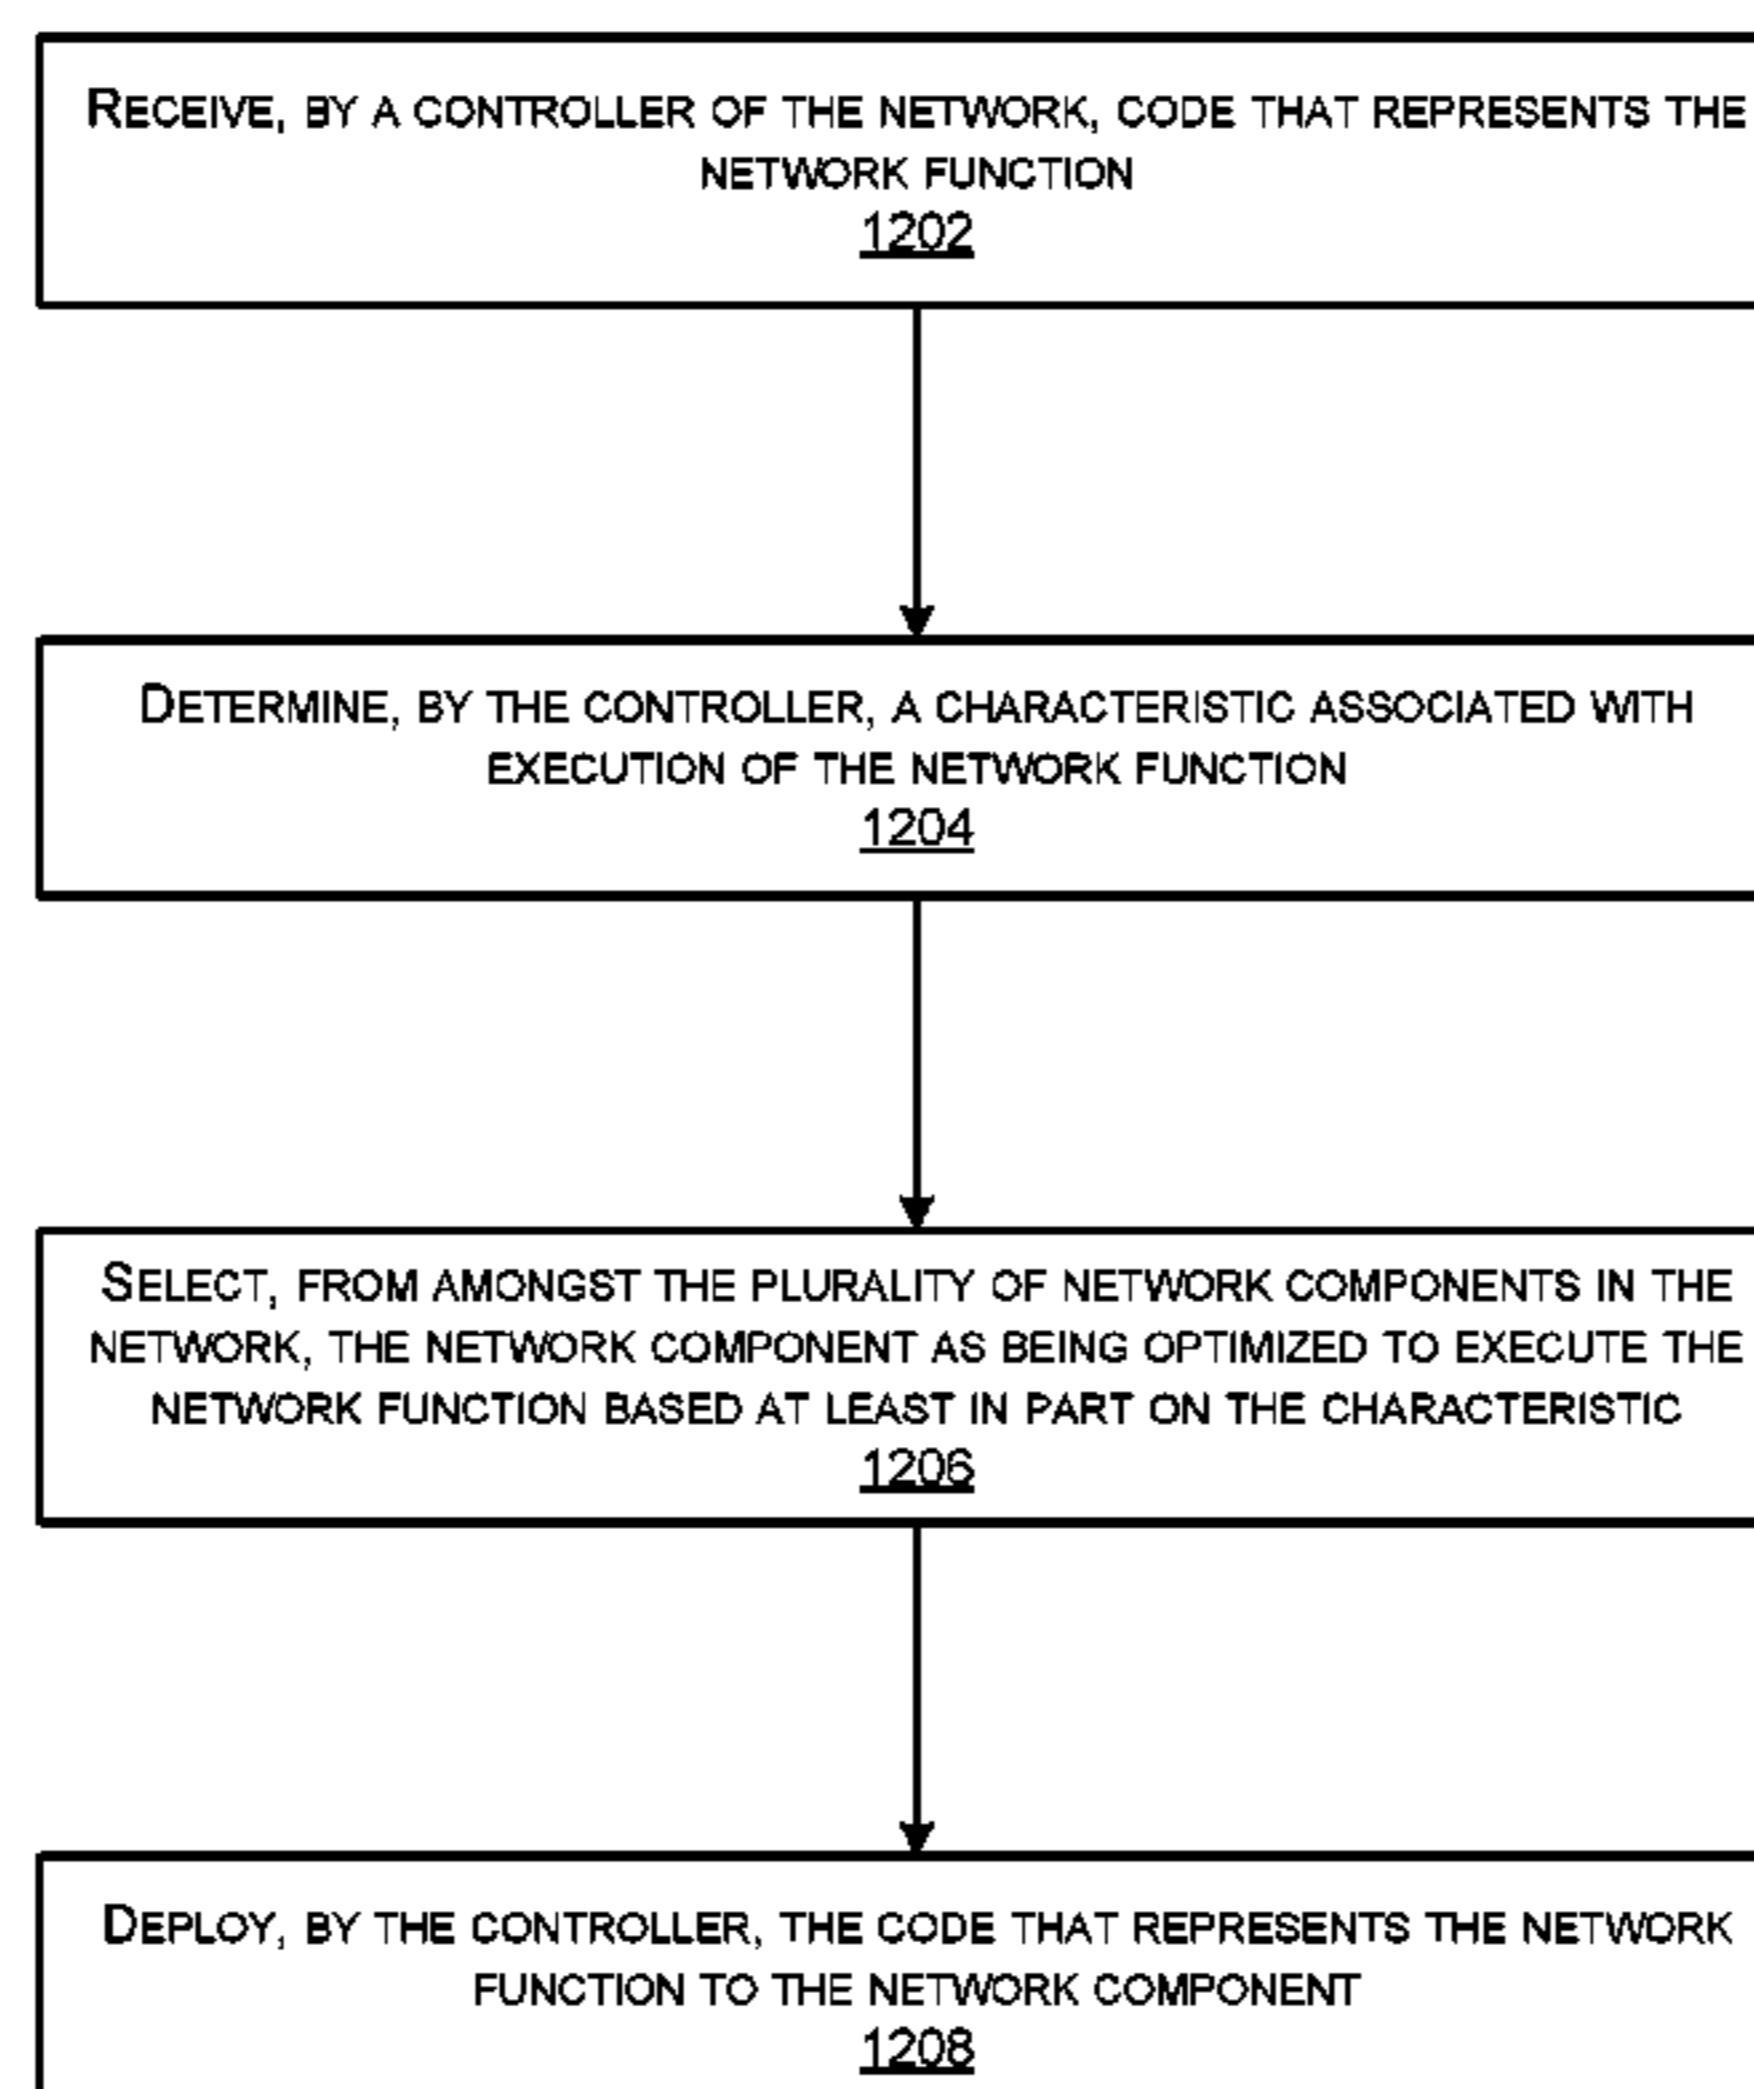 RECEIVE, BY A CONTROLLER OF THE NETWORK, CODE THAT REPRESENTS THE
NETWORK FUNCTION
1202
DETERMINE, BY THE CONTROLLER, A CHARACTERISTIC ASSOCIATED WITH
EXECUTION OF THE NETWORK FUNCTION
1204
SELECT, FROM AMONGST THE PLURALITY OF NETWORK COMPONENTS IN THE
NETWORK, THE NETWORK COMPONENT AS BEING OPTIMIZED TO EXECUTE THE
NETWORK FUNCTION BASED AT LEAST IN PART ON THE CHARACTERISTIC
1206
DEPLOY, BY THE CONTROLLER, THE CODE THAT REPRESENTS THE NETWORK
FUNCTION TO THE NETWORK COMPONENT
1208